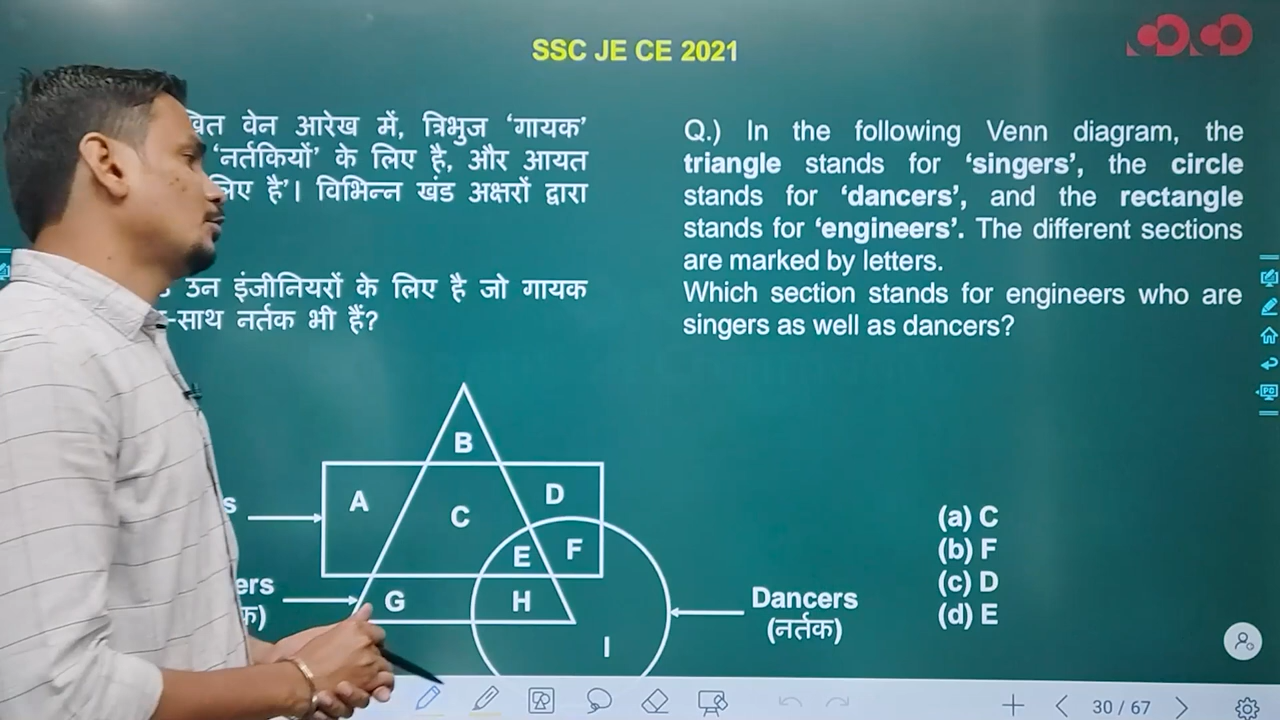 SSC JE CE 2021
वेन आरेख में, त्रिभुज ‘गायक’
‘नर्तकियों’ के लिए है, और आयत
लिए है’। विभिन्न खंड अक्षरों द्वारा
उन इंजीनियरों के लिए है जो गायक
-साथ नर्तक भी हैं?
Q.) In the following Venn diagram, the
triangle stands for ‘singers’, the circle
stands for ‘dancers’, and the rectangle
stands for ‘engineers’. The different sections
are marked by letters.
Which section stands for engineers who are
singers as well as dancers?
B
A
C
D
E
F
G
H
I
Dancers
(नर्तक)
(a) C
(b) F
(c) D
(d) E
30 / 67